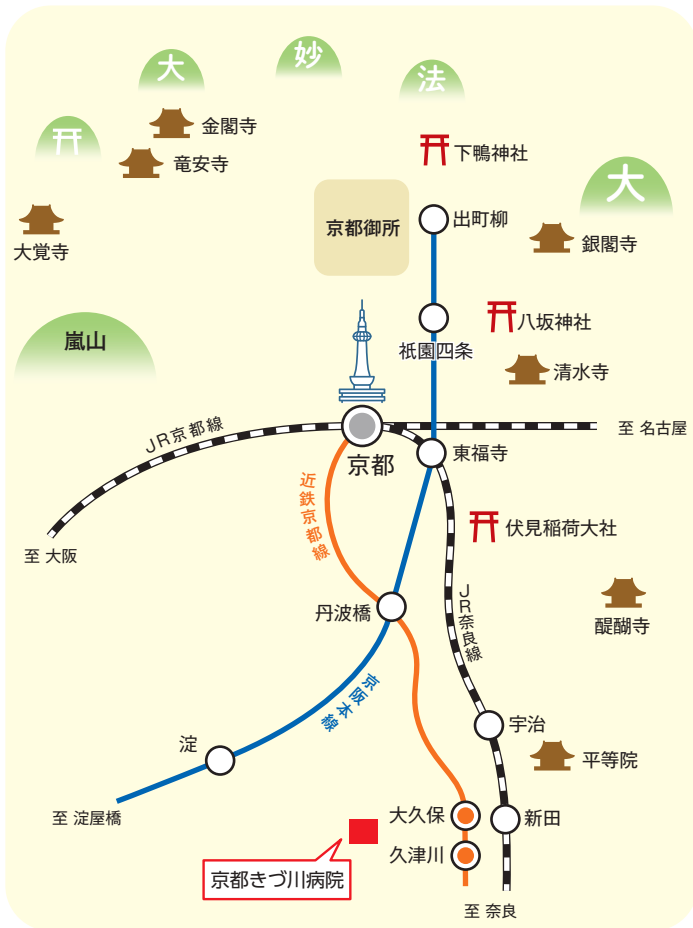 妙
大
法
金閣寺
竜安寺
下鴨神社
大
大覚寺
京都御所
出町柳
銀閣寺
嵐山
八坂神社
祇園四条
清水寺
JR京都線
至 名古屋
京都
東福寺
近鉄京都線
伏見稲荷大社
至 大阪
醍醐寺
丹波橋
JR奈良線
京阪本線
宇治
淀
平等院
至 淀屋橋
大久保
新田
久津川
京都きづ川病院
至 奈良